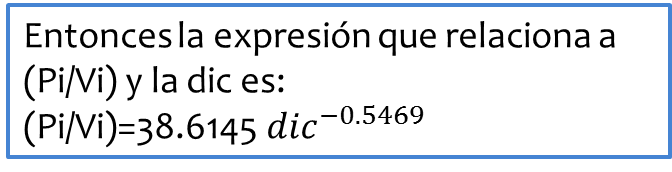 Entonces la expresión que relaciona a
(Pi/Vi) y la dic es:
(Pi/Vi)=38.6145 dic^{-0.5469}